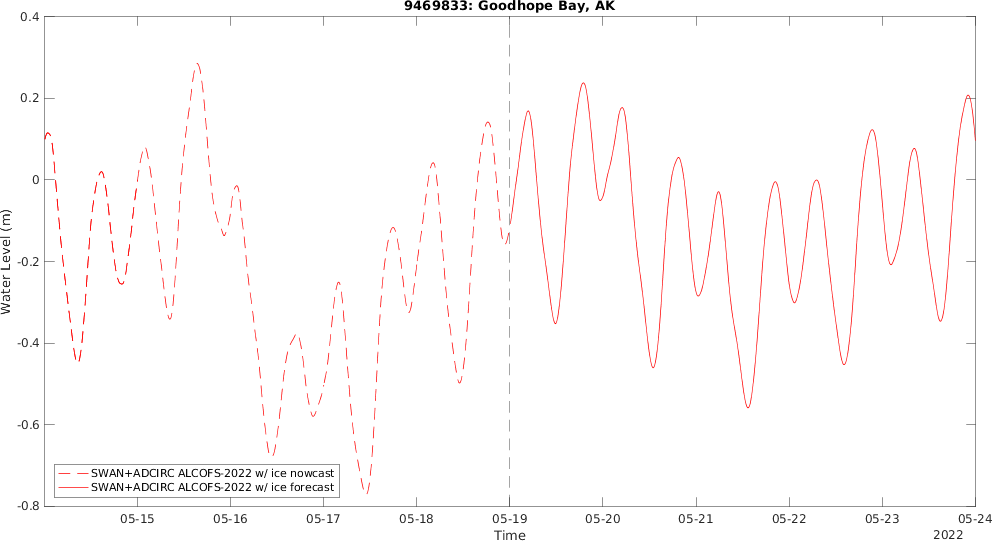 9469833: Goodhope Bay, AK
Water Level (m)
0.4
0.2
0
-0.2
-0.4
-0.6
-0.8
SWAN+ADCIRC ALCOFS-2022 w/ ice nowcast
SWAN+ADCIRC ALCOFS-2022 w/ ice forecast
05-15 05-16 05-17 05-18 05-19 05-20 05-21 05-22 05-23 05-24
Time
2022